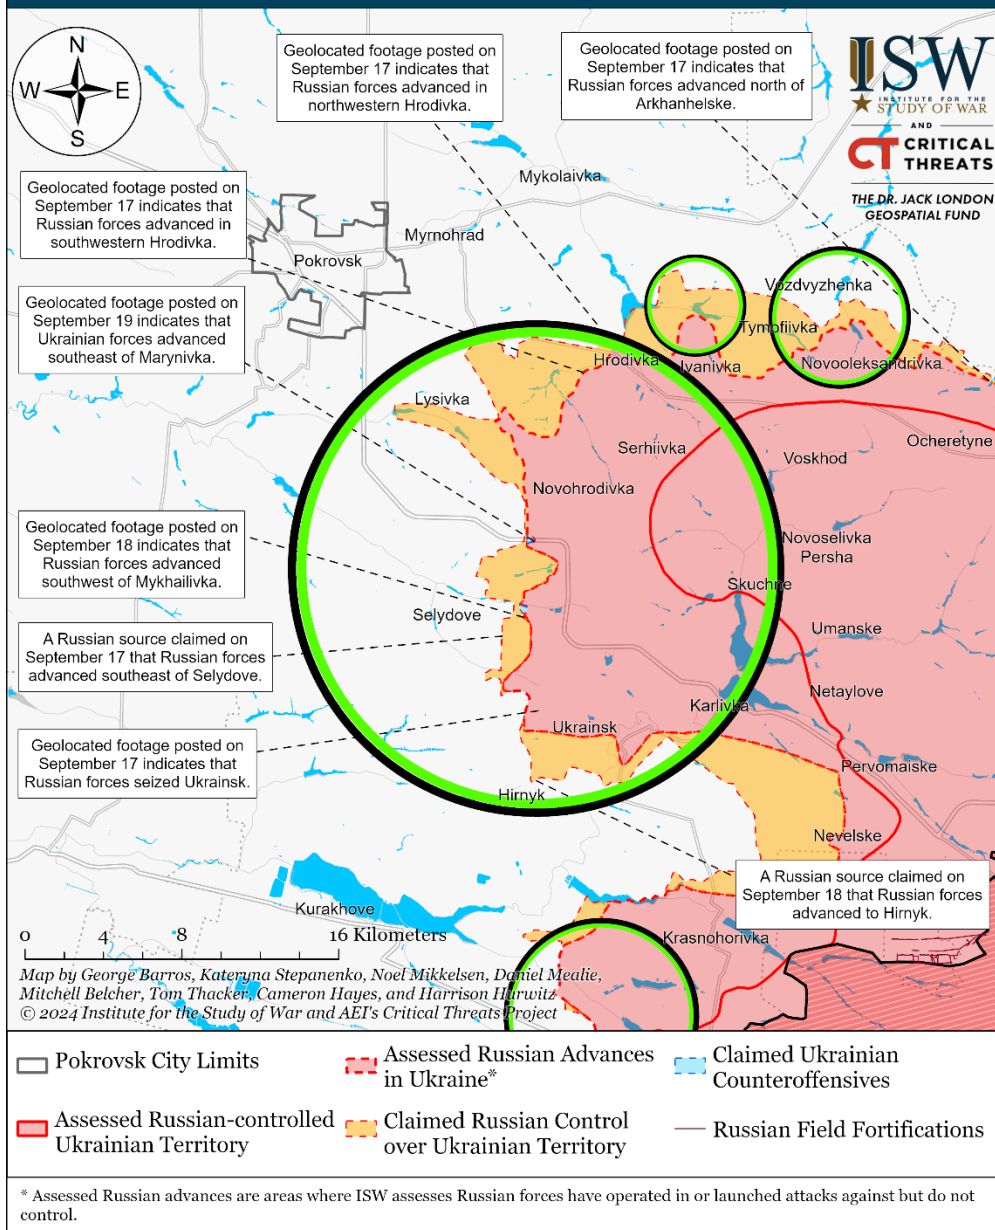 N
W
E
S
Geolocated footage posted on
September 17 indicates that
Russian forces advanced in
northwestern Hrodivka.
Geolocated footage posted on
September 17 indicates that
Russian forces advanced north of
Arkhanhelske.
ISW
INSTITUTE FOR THE
STUDY OF WAR
AND
CT CRITICAL
THREATS
THE DR. JACK LONDON
GEOSPATIAL FUND
Geolocated footage posted on
September 17 indicates that
Russian forces advanced in
southwestern Hrodivka.
Mykolaivka
Myrnohrad
Pokrovsk
Geolocated footage posted on
September 19 indicates that
Ukrainian forces advanced
southeast of Marynivka.
Vozdvyzhenka
Tymofiivka
Hrodivka
Ivanivka
Novooleksandrivka
Lysivka
Serhiivka
Ocheretyne
Voskhod
Novohrodivka
Geolocated footage posted on
September 18 indicates that
Russian forces advanced
southwest of Mykhailivka.
Novoselivka
Persha
Skuchne
Selydove
Umanske
A Russian source claimed on
September 17 that Russian forces
advanced southeast of Selydove.
Netaylove
Karlivka
Ukrainsk
Geolocated footage posted on
September 17 indicates that
Russian forces seized Ukrainsk.
Pervomaiske
Hirnyk
Nevelske
A Russian source claimed on
September 18 that Russian forces
advanced to Hirnyk.
Kurakhove
Krasnohorivka
0 4 8 16 Kilometers
Map by George Barros, Kateryna Stepanenko, Noel Mikkelsen, Daniel Mealie,
Mitchell Belcher, Tom Thacker, Cameron Hayes, and Harrison Hurwitz
© 2024 Institute for the Study of War and AEI's Critical Threats Project
Pokrovsk City Limits
Assessed Russian Advances
in Ukraine*
Claimed Ukrainian
Counteroffensives
Assessed Russian-controlled
Ukrainian Territory
Claimed Russian Control
over Ukrainian Territory
Russian Field Fortifications
* Assessed Russian advances are areas where ISW assesses Russian forces have operated in or launched attacks against but do not
control.